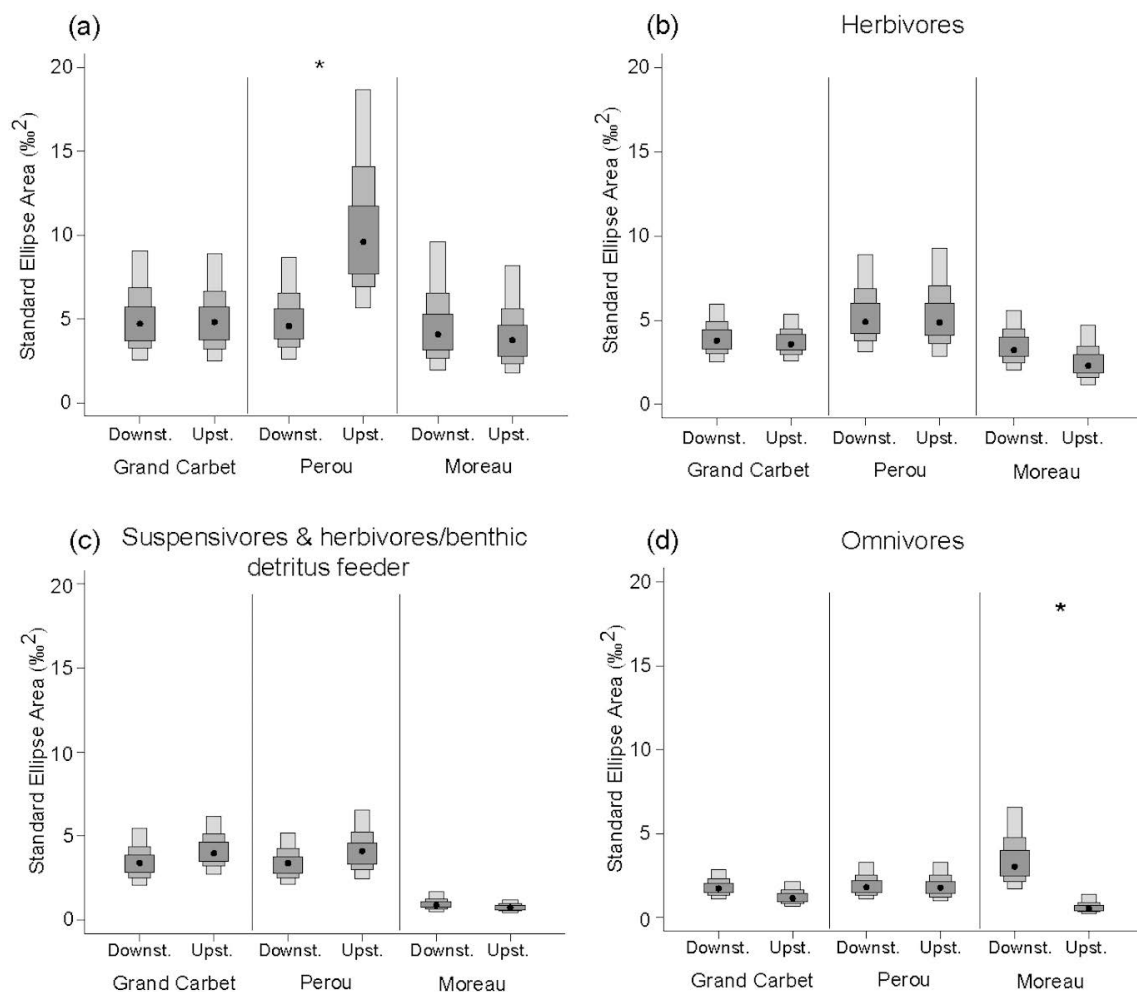 (a)
Standard Ellipse Area (‰²)
20
15
10
5
0
*
Downst. Upst. Downst. Upst. Downst. Upst.
Grand Carbet Perou Moreau
(b)
Herbivores
Standard Ellipse Area (‰²)
20
15
10
5
0
Downst. Upst. Downst. Upst. Downst. Upst.
Grand Carbet Perou Moreau
(c)
Suspensivores & herbivores/benthic
detritus feeder
Standard Ellipse Area (‰²)
20
15
10
5
0
Downst. Upst. Downst. Upst. Downst. Upst.
Grand Carbet Perou Moreau
(d)
Omnivores
Standard Ellipse Area (‰²)
20
15
10
5
0
*
Downst. Upst. Downst. Upst. Downst. Upst.
Grand Carbet Perou Moreau